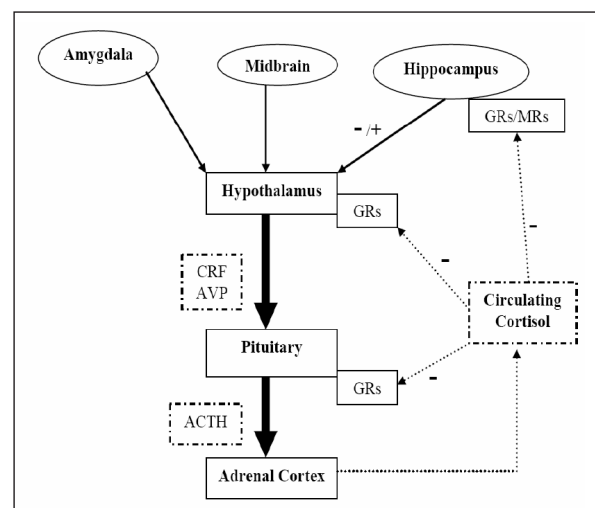 Amygdala
Midbrain
Hippocampus
GRs/MRs
- /+
Hypothalamus
GRs
-
-
CRF
AVP
Circulating
Cortisol
Pituitary
GRs
-
ACTH
Adrenal Cortex